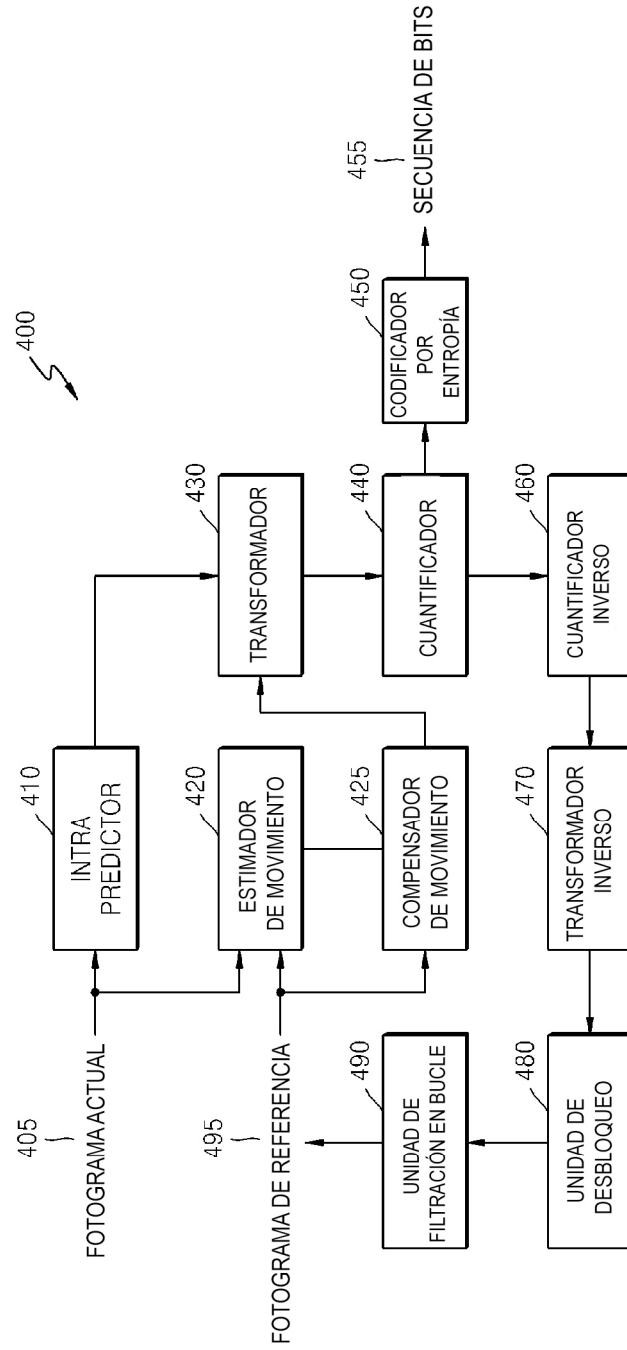 400
405
FOTOGRAMA ACTUAL
410
INTRA
PREDICTOR
495
FOTOGRAMA DE REFERENCIA
420
ESTIMADOR
DE MOVIMIENTO
425
COMPENSADOR
DE MOVIMIENTO
430
TRANSFORMADOR
440
CUANTIFICADOR
450
CODIFICADOR
POR
ENTROPÍA
455
SECUENCIA DE BITS
490
UNIDAD DE
FILTRACIÓN EN BUCLE
480
UNIDAD DE
DESBLOQUEO
470
TRANSFORMADOR
INVERSO
460
CUANTIFICADOR
INVERSO